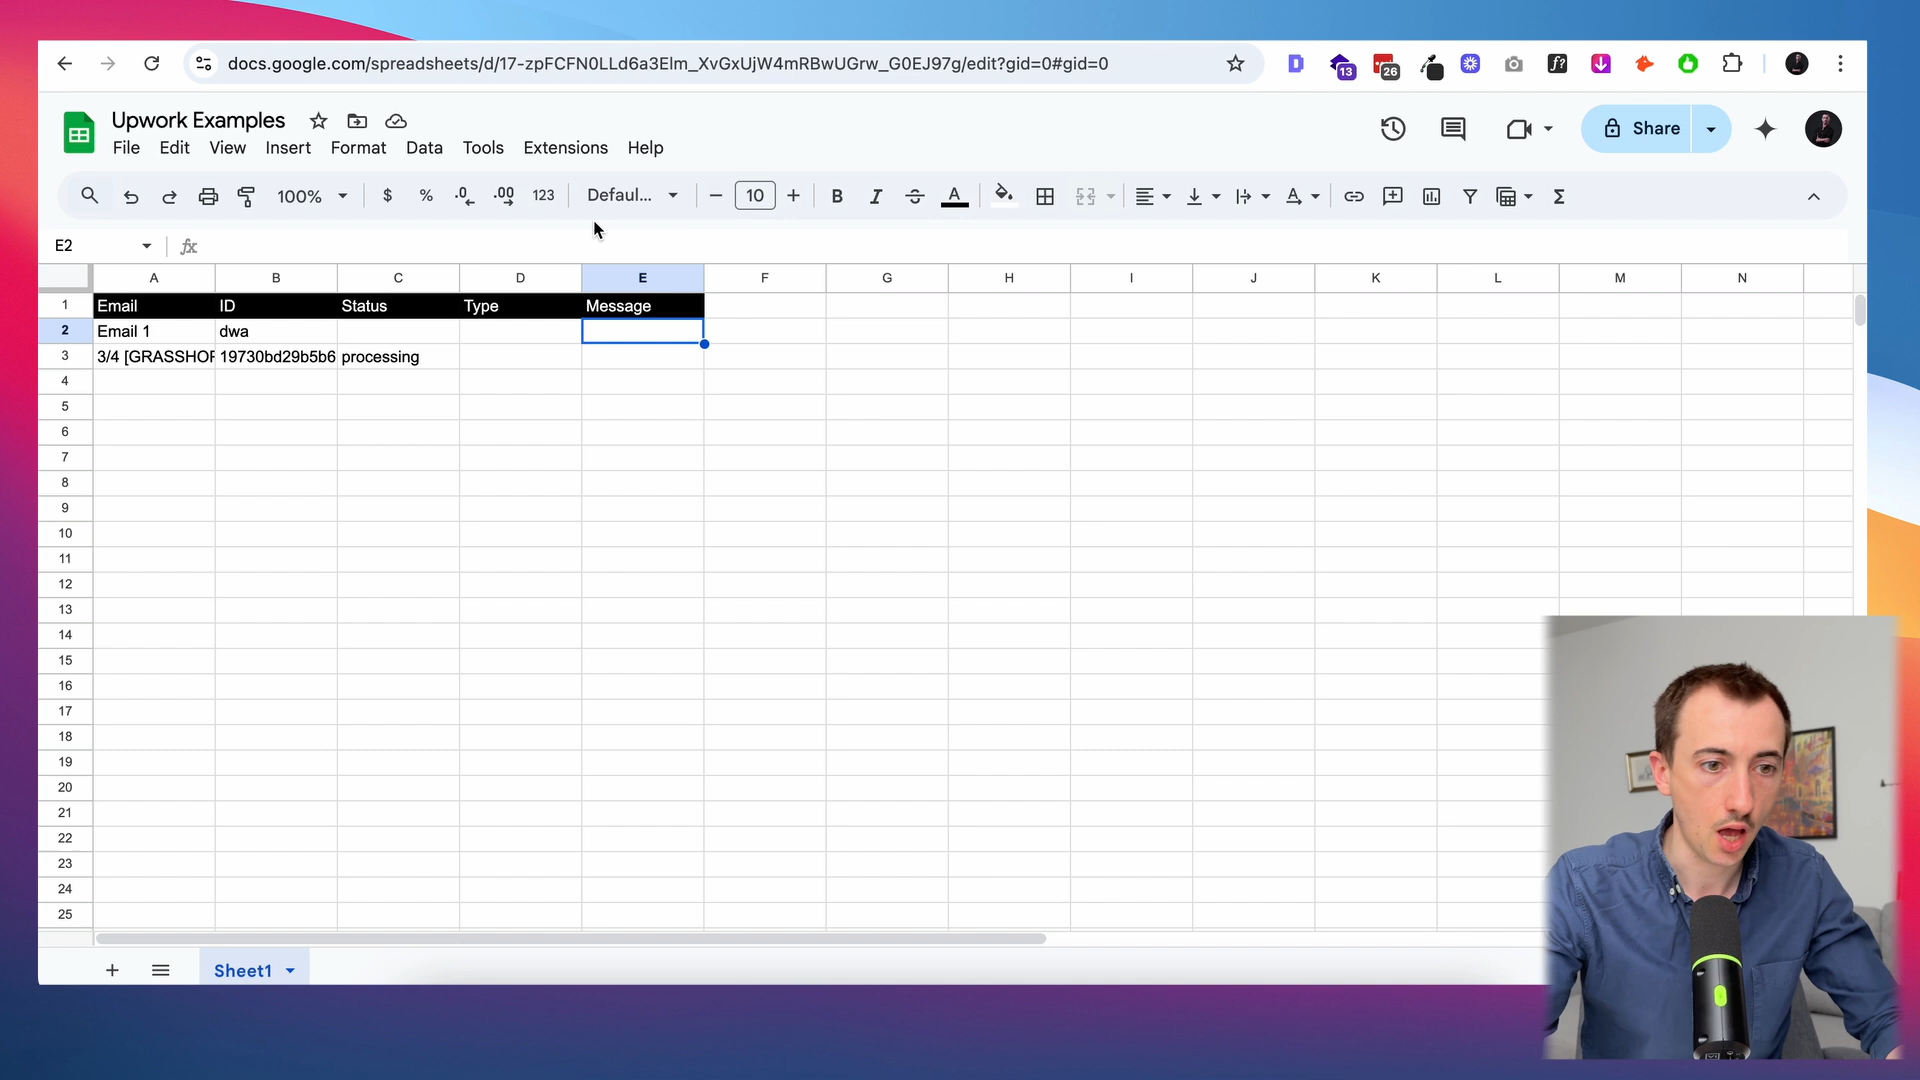 docs.google.com/spreadsheets/d/17-zpFCFN0LLd6a3Elm_XvGxUjW4mRBwUGrw_G0EJ97g/edit?gid=0#gid=0
13
26
f?
Upwork Examples
File Edit View Insert Format Data Tools Extensions Help
Share
100% $ % .0 .00 123 Defaul... 10 B I A
E2 fx
A B C D E F G H I J K L M N
1 Email ID Status Type Message
2 Email 1 dwa
3 3/4 [GRASSHOP 19730bd29b5b6 processing
4
5
6
7
8
9
10
11
12
13
14
15
16
17
18
19
20
21
22
23
24
25
Sheet1